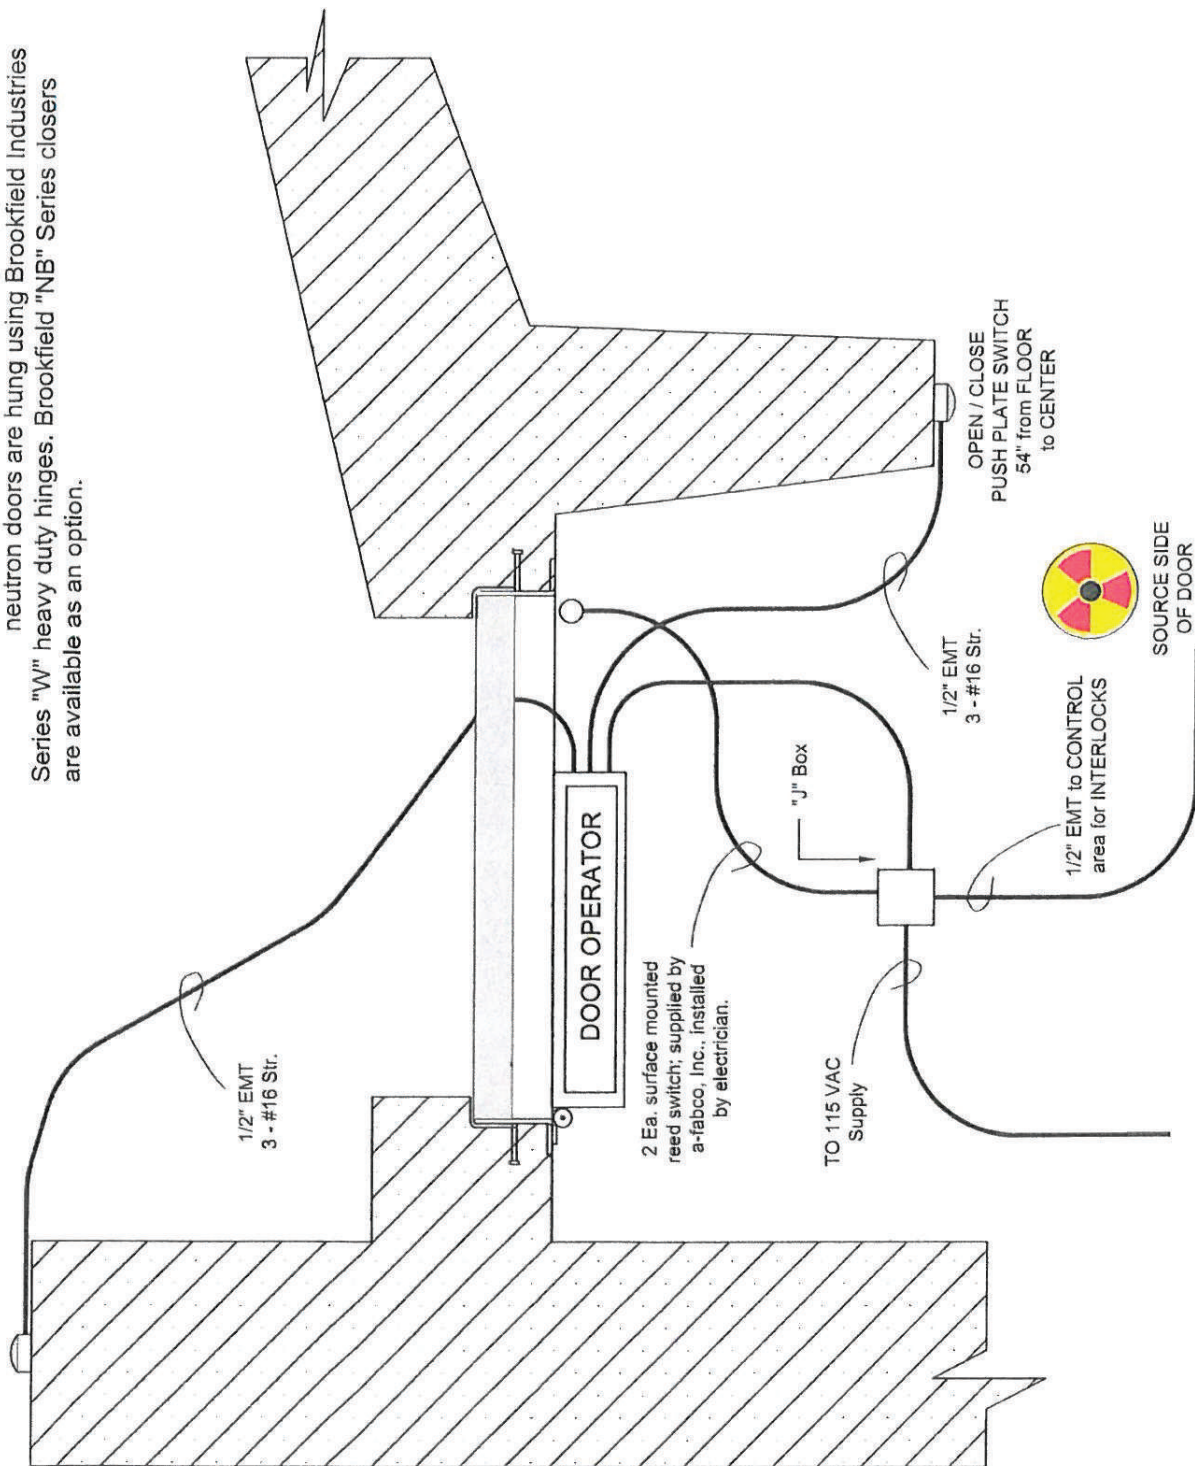 neutron doors are hung using Brookfield Industries
Series "W" heavy duty hinges. Brookfield "NB" Series closers
are available as an option.
1/2" EMT
3 - #16 Str.
DOOR OPERATOR
2 Ea. surface mounted
reed switch; supplied by
a-fabco, Inc., installed
by electrician.
TO 115 VAC
Supply
"J" Box
1/2" EMT to CONTROL
area for INTERLOCKS
1/2" EMT
3 - #16 Str.
OPEN / CLOSE
PUSH PLATE SWITCH
54" from FLOOR
to CENTER
SOURCE SIDE
OF DOOR